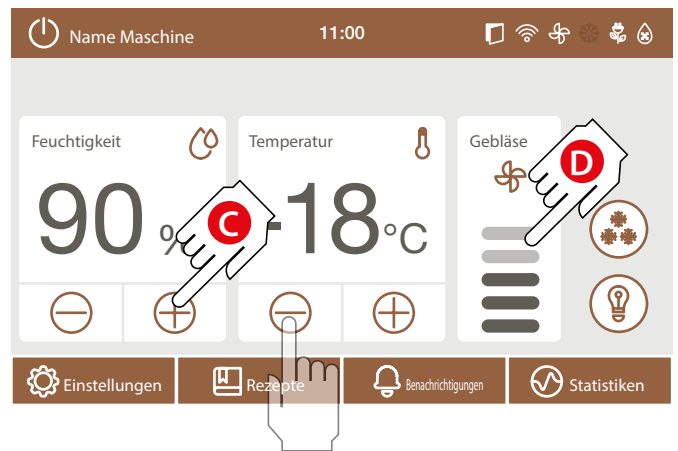 Name Maschine
11:00
Feuchtigkeit
Temperatur
Gebläse
90 %
-18°C
C
D
Einstellungen
Rezepte
Benachrichtigungen
Statistiken